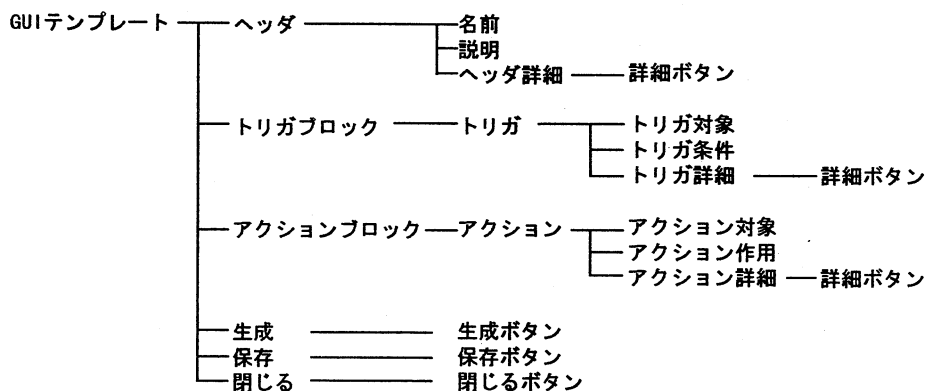 GUIテンプレート ヘッダ 名前
説明
ヘッダ詳細 詳細ボタン
トリガブロック トリガ トリガ対象
トリガ条件
トリガ詳細 詳細ボタン
アクションブロック アクション アクション対象
アクション作用
アクション詳細 詳細ボタン
生成 生成ボタン
保存 保存ボタン
閉じる 閉じるボタン